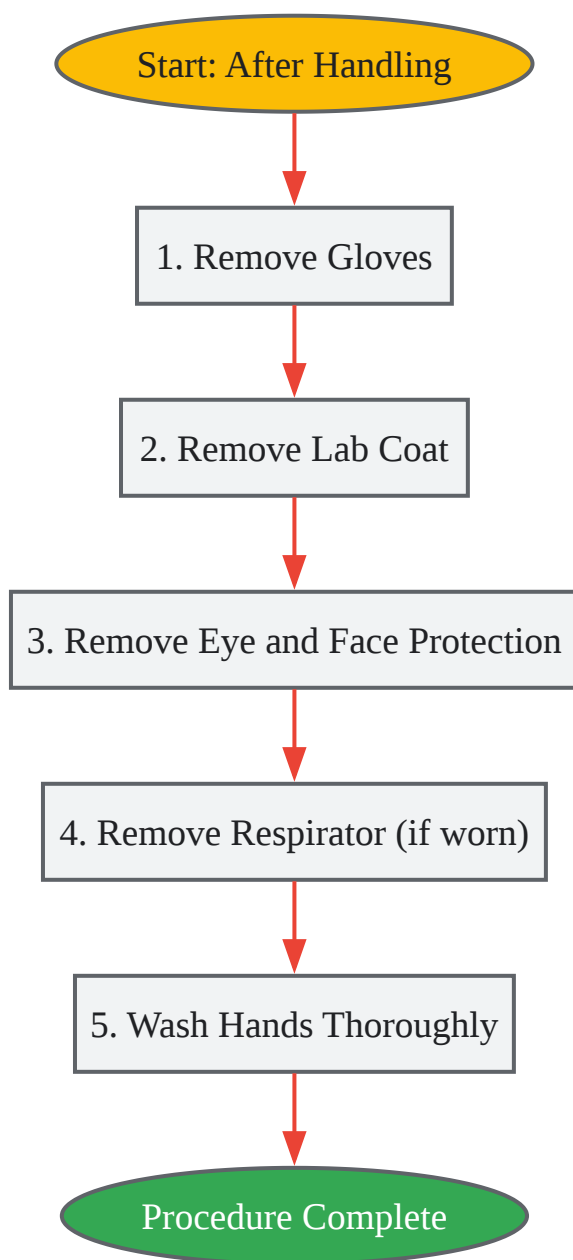 Start: After Handling
1. Remove Gloves
2. Remove Lab Coat
3. Remove Eye and Face Protection
4. Remove Respirator (if worn)
5. Wash Hands Thoroughly
Procedure Complete